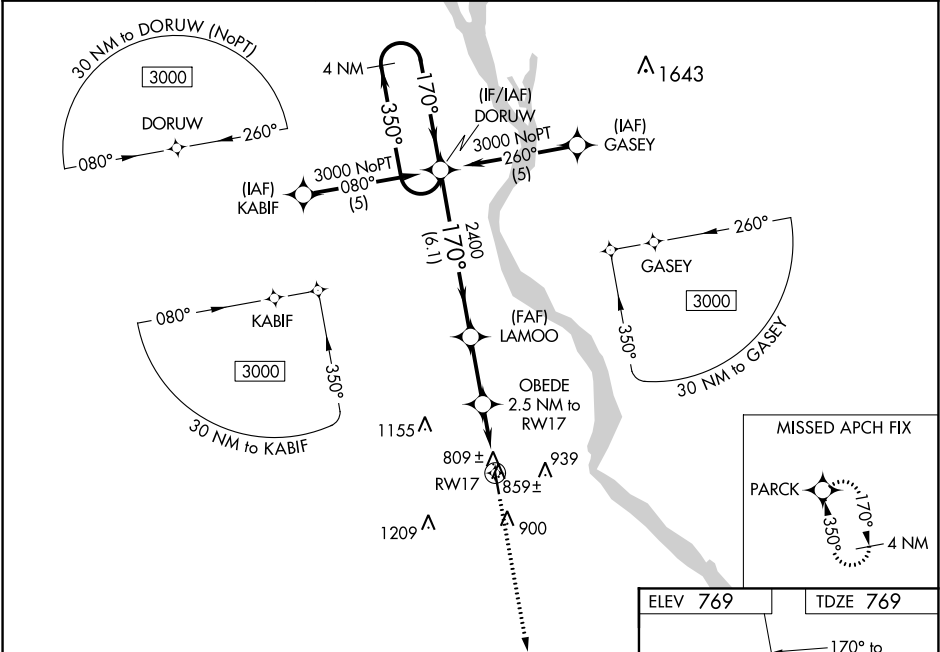 30 NM to DORUW (NoPT)
3000
DORUW
080°
260°
4 NM
170°
350°
(IF/IAF)
DORUW
1643
(IAF)
GASEY
3000 NoPT
260°
(5)
(IAF)
KABIF
3000 NoPT
080°
(5)
2400
170°
(6.1)
260°
GASEY
3000
350°
30 NM to GASEY
080°
KABIF
3000
350°
30 NM to KABIF
(FAF)
LAMOO
OBEDE
2.5 NM to
RW17
1155
809 ±
939
RW17
859 ±
1209
900
MISSED APCH FIX
PARCK
170°
350°
4 NM
ELEV 769
TDZE 769
170° to